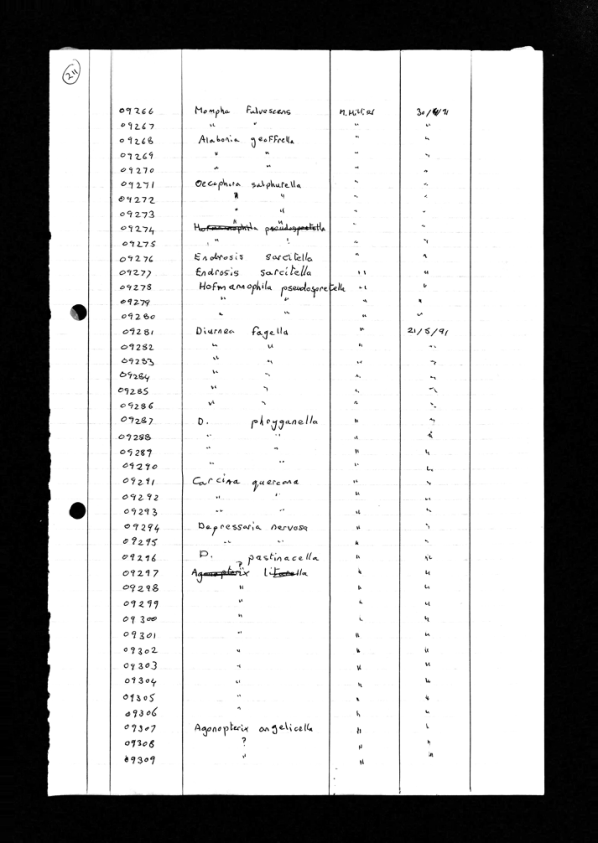 211
09266 Mompha Fulvescens 30/4/91
09267 " " " "
09268 Alabonia geoffrella " "
09269 " " " "
09270 " " " "
09271 Oecophora sulphurella " "
09272 " " " "
09273 " " " "
09274 Hofmannophila pseudospretella " "
09275 " " " "
09276 Endrosis sarcitella " "
09277 Endrosis sarcitella " "
09278 Hofmannophila pseudospretella " "
09279 " " " "
09280 " " " "
09281 Diurnea fagella " 21/5/91
09282 " " " "
09283 " " " "
09284 " " " "
09285 " " " "
09286 " " " "
09287 D. phryganella " "
09288 " " " "
09289 " " " "
09290 " " " "
09291 Carcina quercana " "
09292 " " " "
09293 " " " "
09294 Depressaria nervosa " "
09295 " " " "
09296 D. pastinacella " "
09297 Agonopterix ? " "
09298 " " "
09299 " " "
09300 " " "
09301 " " "
09302 " " "
09303 " " "
09304 " " "
09305 " " "
09306 " " "
09307 Agonopterix angelicella " "
09308 ? " "
09309 " " "